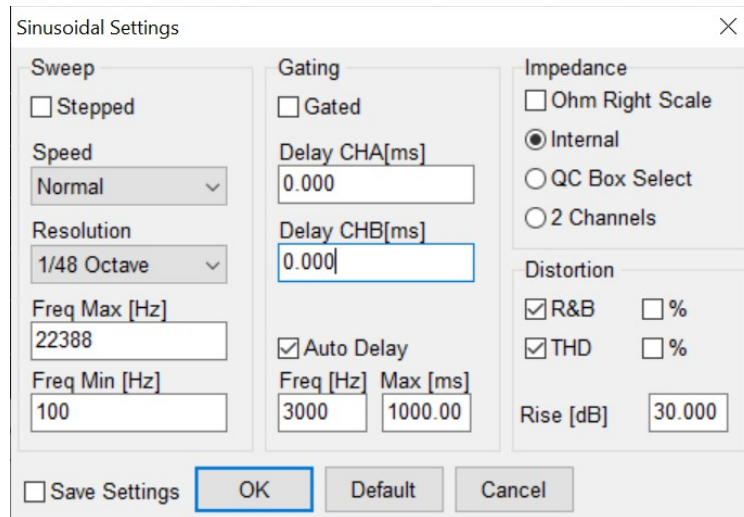 Sinusoidal Settings
Sweep
Stepped
Speed
Normal
Resolution
1/48 Octave
Freq Max [Hz]
22388
Freq Min [Hz]
100
Gating
Gated
Delay CHA[ms]
0.000
Delay CHB[ms]
0.000
Auto Delay
Freq [Hz] Max [ms]
3000 1000.00
Impedance
Ohm Right Scale
Internal
QC Box Select
2 Channels
Distortion
R&B %
THD %
Rise [dB] 30.000
Save Settings OK Default Cancel